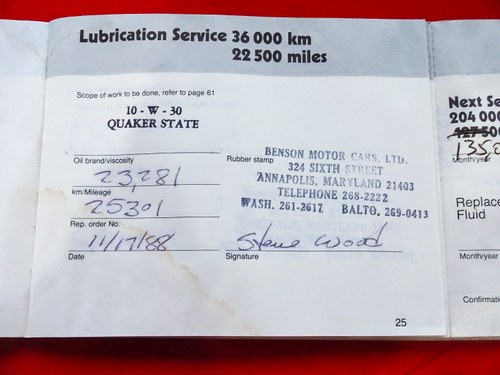 Lubrication Service 36 000 km
22 500 miles
Scope of work to be done, refer to page 61
10 - W - 30
QUAKER STATE
Oil brand/viscosity
23,281
km/Mileage
25301
Rep. order No.
11/17/88
Date
Rubber stamp
BENSON MOTOR CARS, LTD.
324 SIXTH STREET
ANNAPOLIS, MARYLAND 21403
TELEPHONE 268-2222
WASH. 261-2617 BALTO. 269-0413
Steve Wood
Signature
25
Next Se
204 000
127 500
135,0
Month/year
Replace
Fluid
Month/year
Confirmati